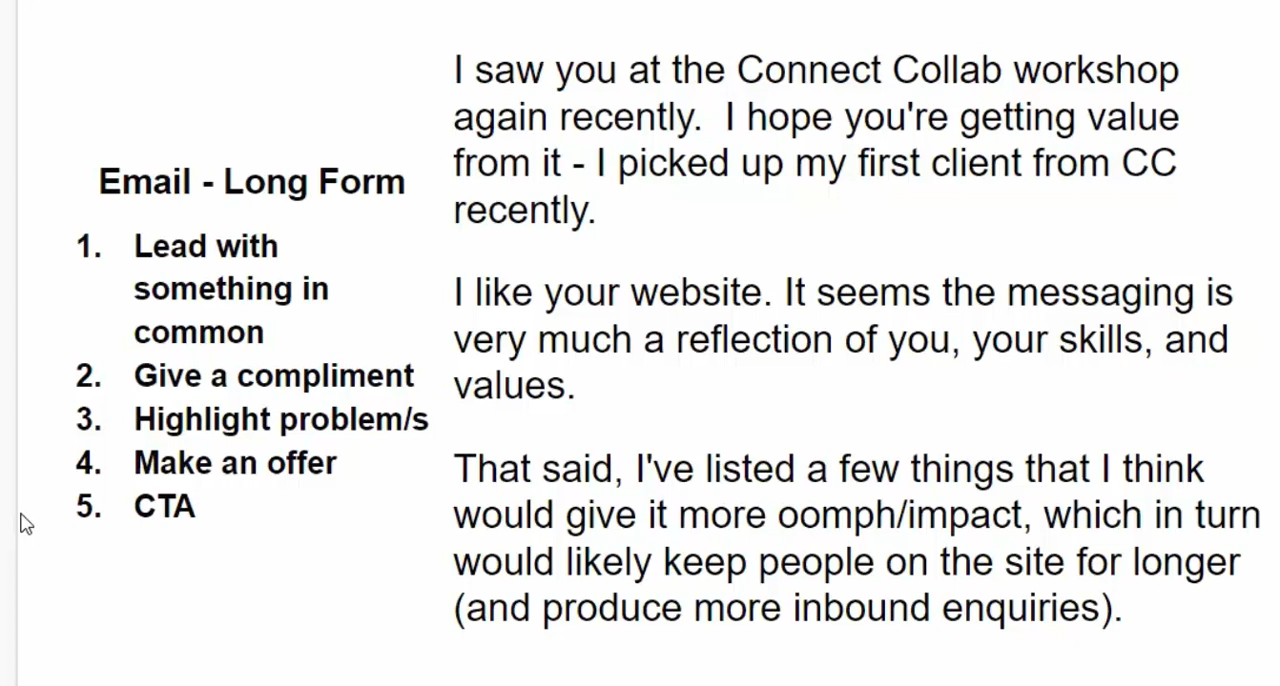 Email - Long Form
1. Lead with
something in
common
2. Give a compliment
3. Highlight problem/s
4. Make an offer
5. CTA
I saw you at the Connect Collab workshop
again recently.  I hope you're getting value
from it - I picked up my first client from CC
recently.
I like your website. It seems the messaging is
very much a reflection of you, your skills, and
values.
That said, I've listed a few things that I think
would give it more oomph/impact, which in turn
would likely keep people on the site for longer
(and produce more inbound enquiries).